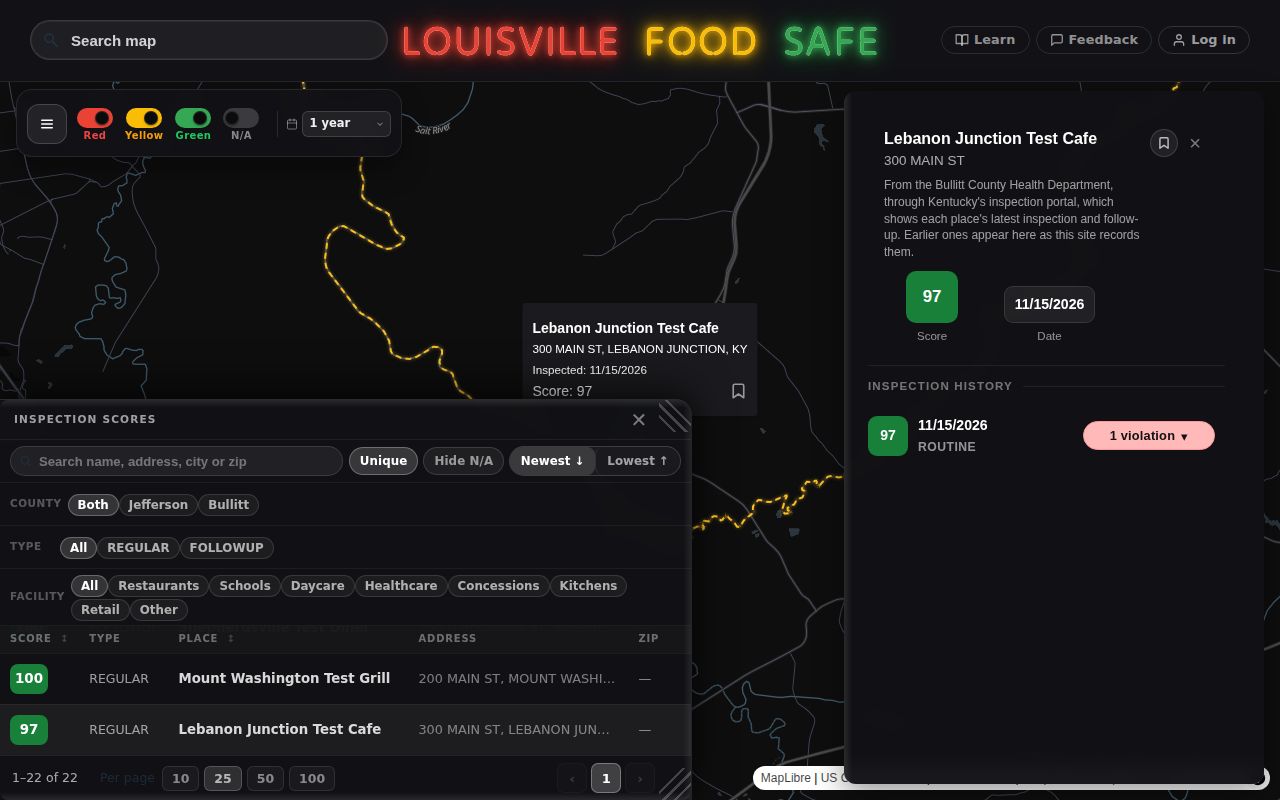 Search map
LOUISVILLE FOOD SAFE
Learn
Feedback
Log In
Red
Yellow
Green
N/A
1 year
Salt River
Lebanon Junction Test Cafe
300 MAIN ST
From the Bullitt County Health Department,
through Kentucky's inspection portal, which
shows each place's latest inspection and follow-
up. Earlier ones appear here as this site records
them.
97
11/15/2026
Score
Date
INSPECTION HISTORY
97
11/15/2026
ROUTINE
1 violation ▼
Lebanon Junction Test Cafe
300 MAIN ST, LEBANON JUNCTION, KY
Inspected: 11/15/2026
Score: 97
INSPECTION SCORES
Search name, address, city or zip
Unique
Hide N/A
Newest ↓
Lowest ↑
COUNTY
Both
Jefferson
Bullitt
TYPE
All
REGULAR
FOLLOWUP
FACILITY
All
Restaurants
Schools
Daycare
Healthcare
Concessions
Kitchens
Retail
Other
SCORE ↕
TYPE
PLACE ↕
ADDRESS
ZIP
100
REGULAR
Mount Washington Test Grill
200 MAIN ST, MOUNT WASHI…
—
97
REGULAR
Lebanon Junction Test Cafe
300 MAIN ST, LEBANON JUN…
—
1–22 of 22
Per page
10
25
50
100
‹
1
›
MapLibre | US